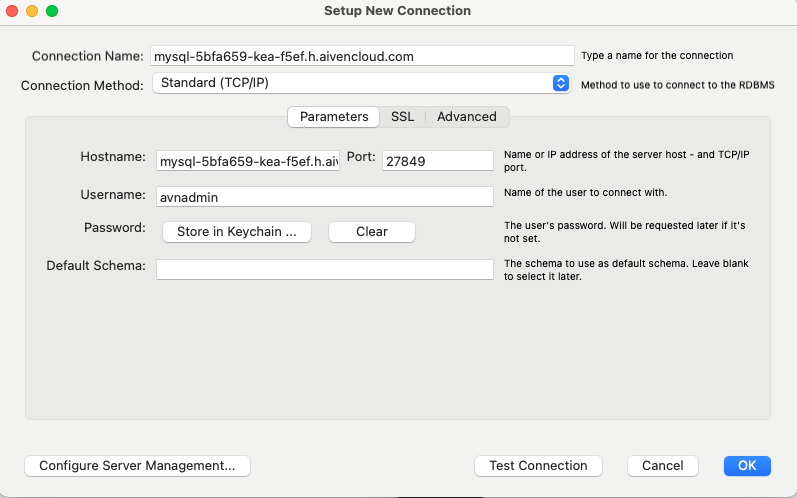 Setup New Connection
Connection Name: mysql-5bfa659-kea-f5ef.h.aivencloud.com Type a name for the connection
Connection Method: Standard (TCP/IP) Method to use to connect to the RDBMS
Parameters SSL Advanced
Hostname: mysql-5bfa659-kea-f5ef.h.aiv Port: 27849 Name or IP address of the server host - and TCP/IP
port.
Username: avnadmin Name of the user to connect with.
Password: Store in Keychain ... Clear The user's password. Will be requested later if it's
not set.
Default Schema: The schema to use as default schema. Leave blank
to select it later.
Configure Server Management... Test Connection Cancel OK